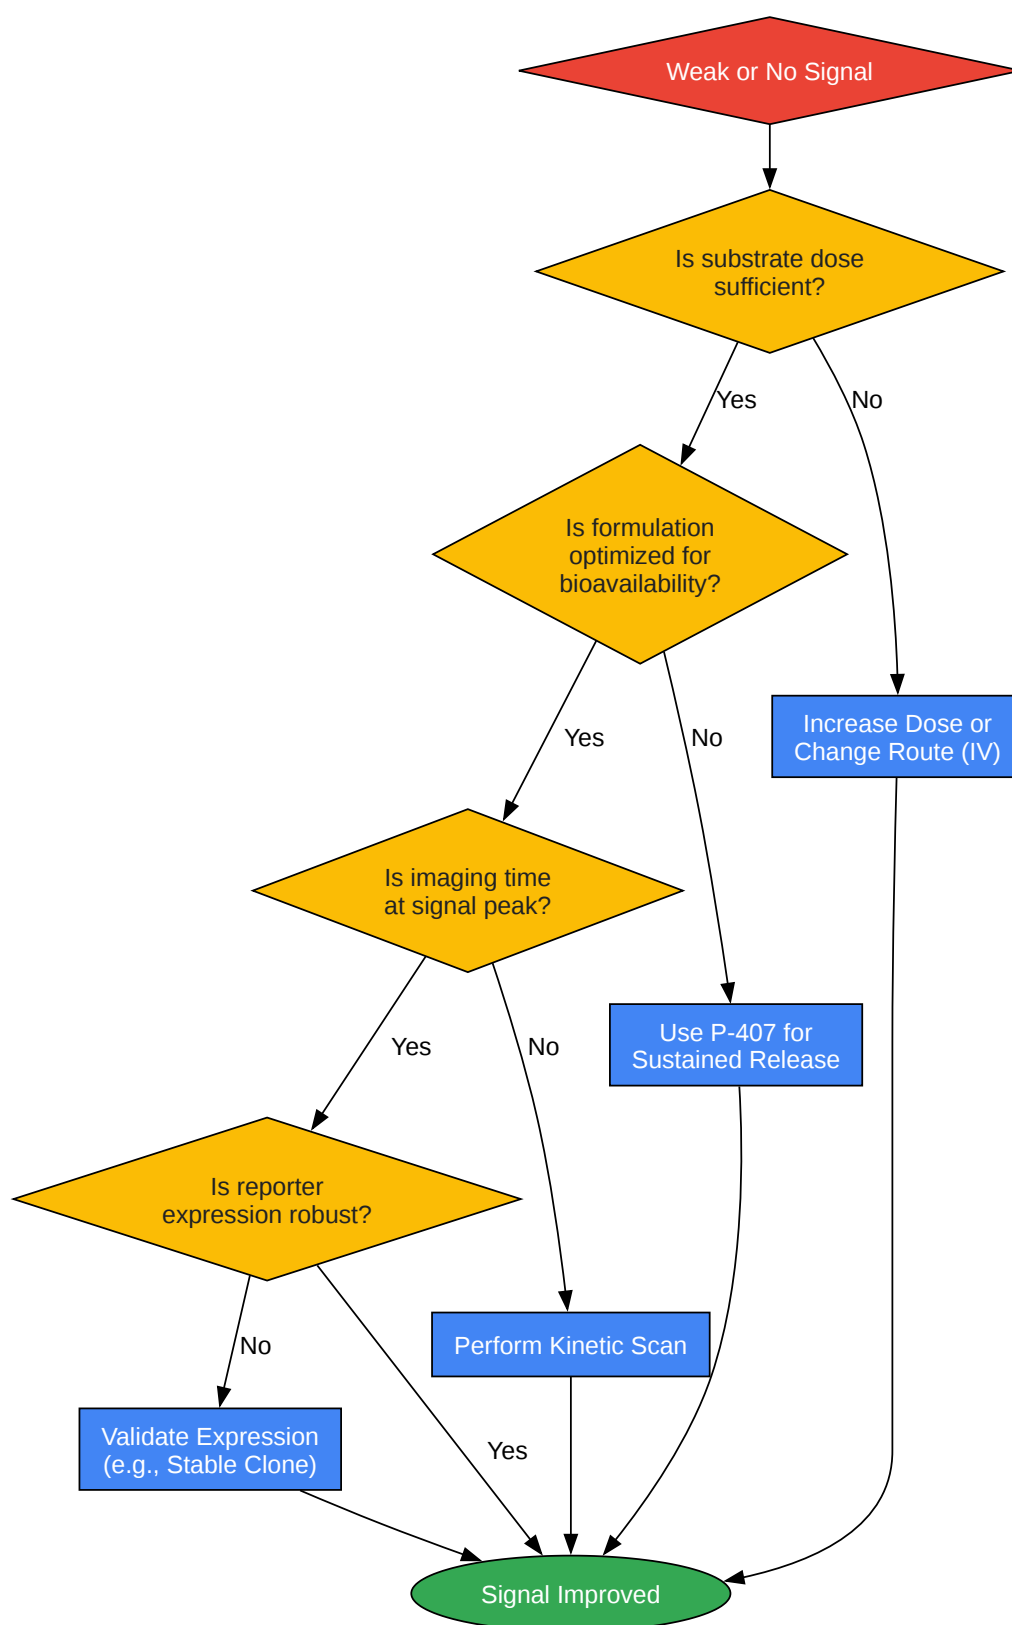 Weak or No Signal
Is substrate dose
sufficient?
Yes
No
Is formulation
optimized for
bioavailability?
Yes
No
Increase Dose or
Change Route (IV)
Is imaging time
at signal peak?
Yes
No
Use P-407 for
Sustained Release
Is reporter
expression robust?
No
Yes
Perform Kinetic Scan
Validate Expression
(e.g., Stable Clone)
Signal Improved